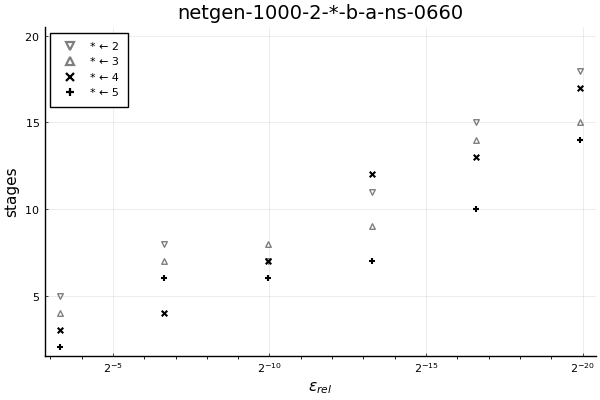 netgen-1000-2-*-b-a-ns-0660
* ← 2
* ← 3
* ← 4
* ← 5
stages
20
15
10
5
2⁻⁵ 2⁻¹⁰ 2⁻¹⁵ 2⁻²⁰
ε_rel